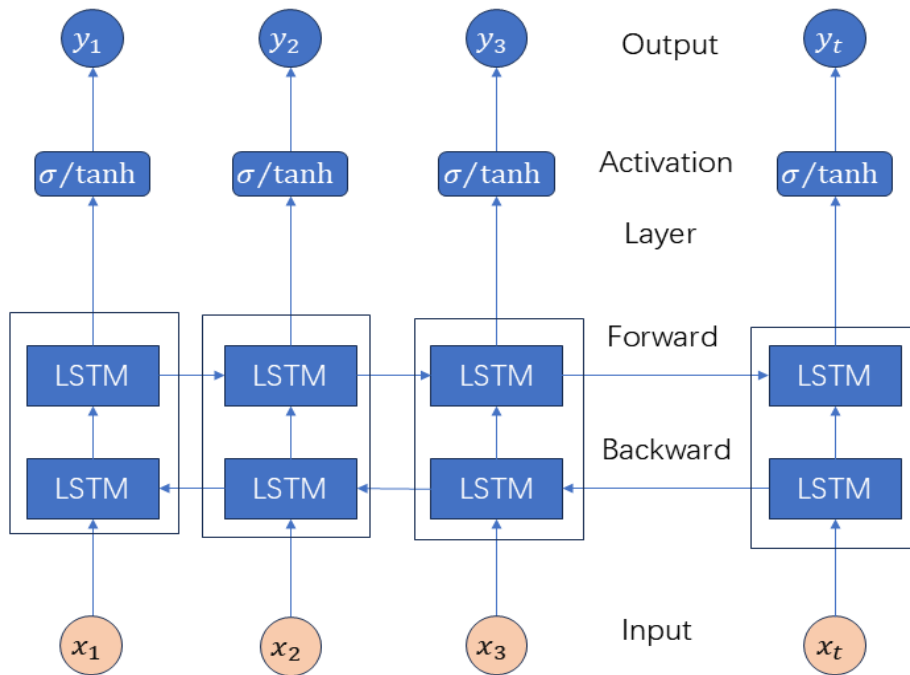 y₁ y₂ y₃ Output yₜ
σ/tanh σ/tanh σ/tanh Activation σ/tanh
Layer
Forward
LSTM LSTM LSTM LSTM
Backward
LSTM LSTM LSTM LSTM
x₁ x₂ x₃ Input xₜ